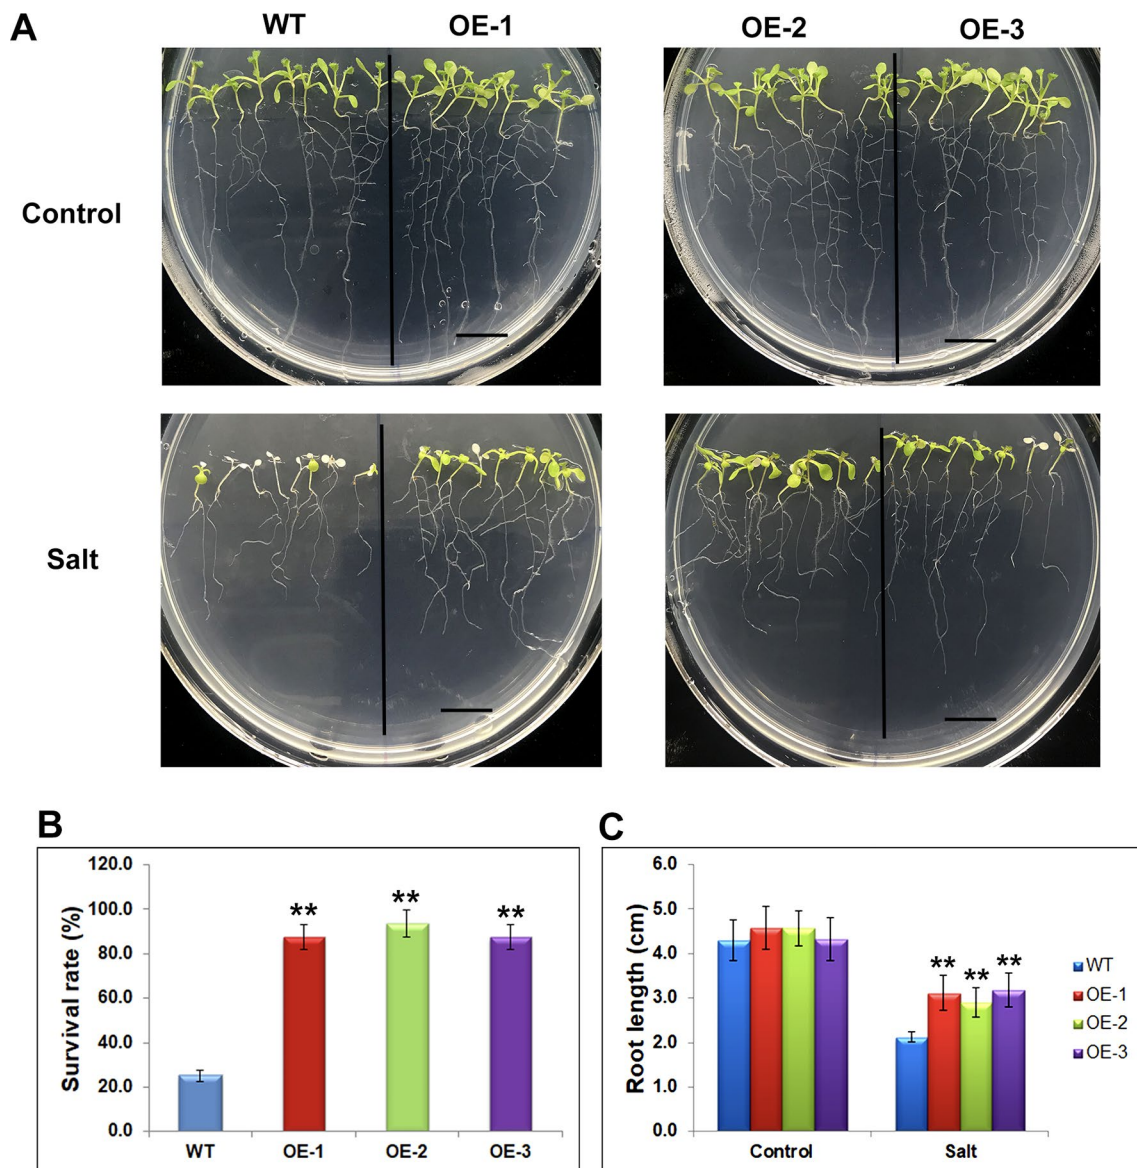 A
WT OE-1 OE-2 OE-3
Control
Salt
B
120.0
100.0
80.0
60.0
40.0
20.0
0.0
Survival rate (%)
** ** **
WT OE-1 OE-2 OE-3
C
6.0
5.0
4.0
3.0
2.0
1.0
0.0
Root length (cm)
** ** **
Control Salt
WT
OE-1
OE-2
OE-3